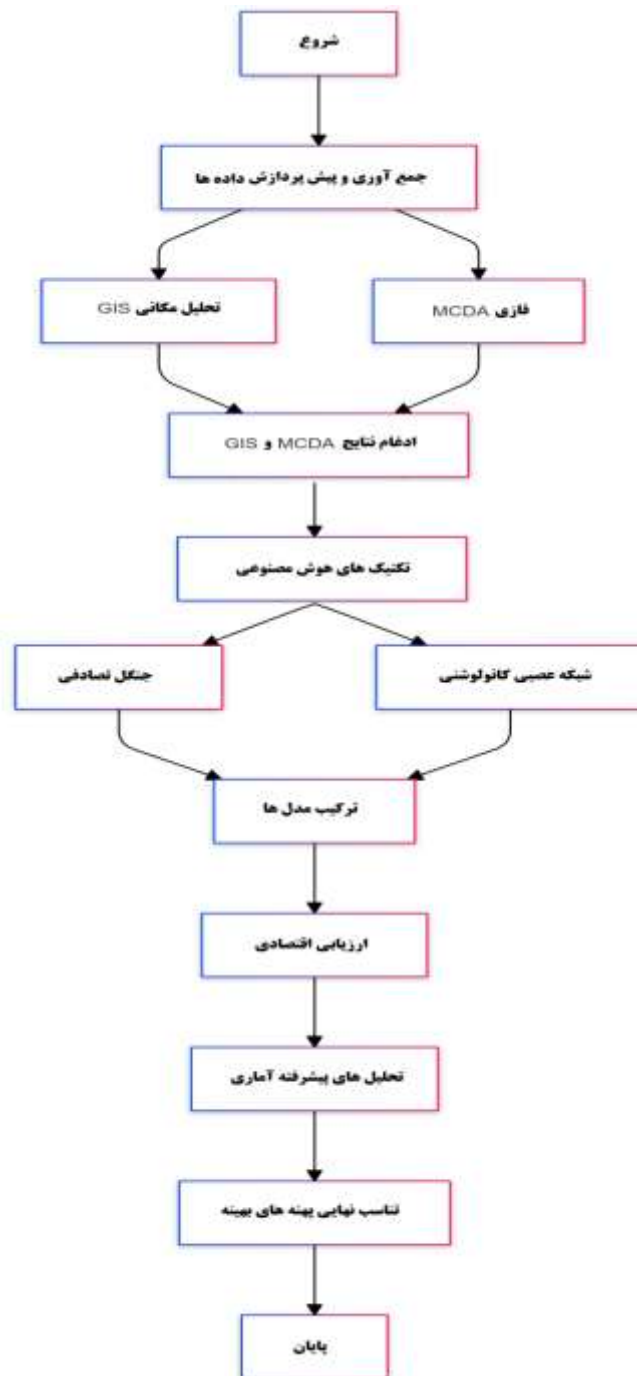 شروع
جمع آوری و پیش پردازش داده ها
فازی MCDA
تحلیل مکانی GIS
ادغام نتایج MCDA و GIS
تکنیک های هوش مصنوعی
شبکه عصبی کانولوشنی
جنگل تصادفی
ترکیب مدل ها
ارزیابی اقتصادی
تحلیل های پیشرفته آماری
تناسب نهایی پهنه های بهینه
پایان